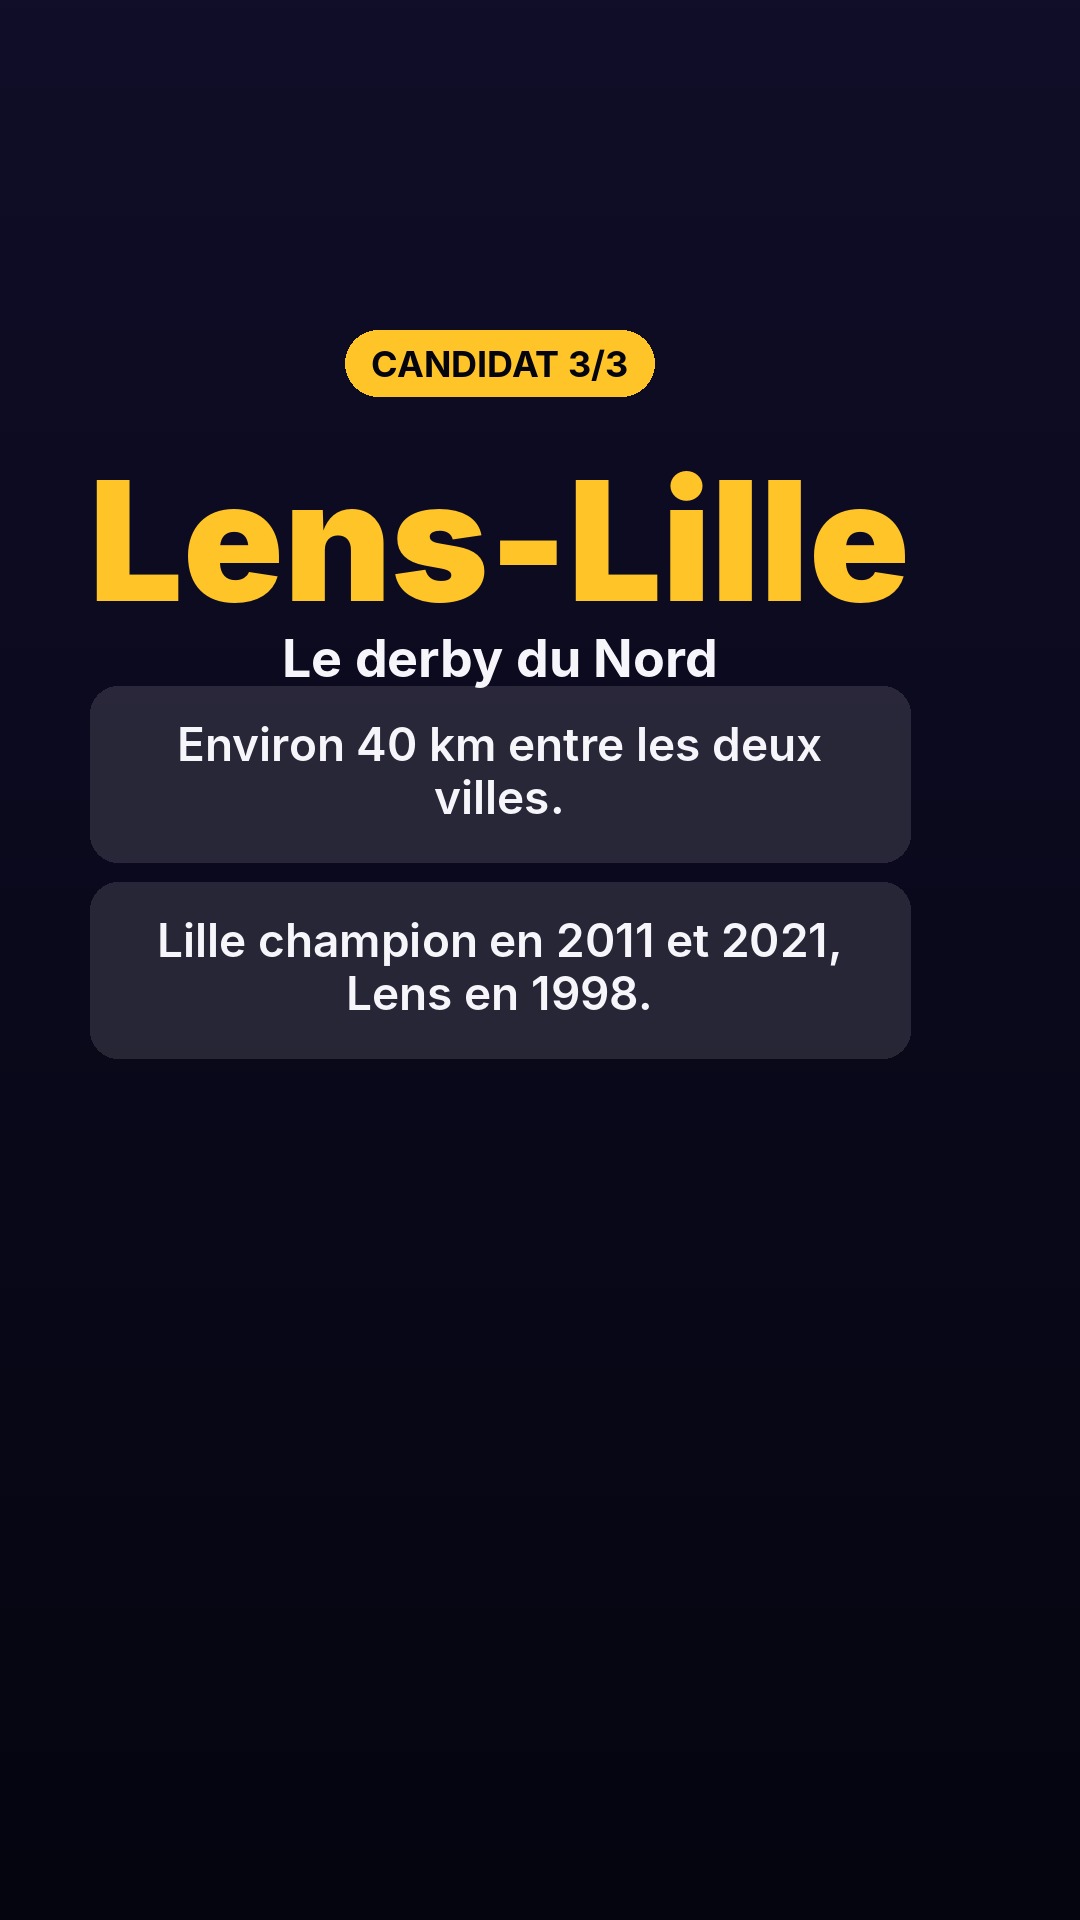 CANDIDAT 3/3
Lens-Lille
Le derby du Nord
Environ 40 km entre les deux
villes.
Lille champion en 2011 et 2021,
Lens en 1998.